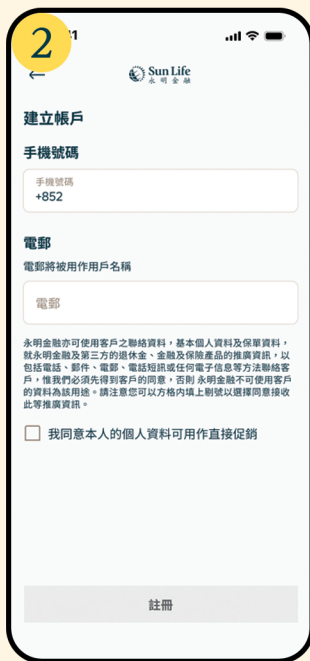 2
1
←
Sun Life
永明金融
建立帳戶
手機號碼
手機號碼
+852
電郵
電郵將被用作用戶名稱
電郵
永明金融亦可使用客戶之聯絡資料，基本個人資料及保單資料，
就永明金融及第三方的退休金、金融及保險產品的推廣資訊，以
包括電話、郵件、電郵、電話短訊或任何電子信息等方法聯絡客
戶，惟我們必須先得到客戶的同意，否則 永明金融不可使用客戶
的資料為該用途。請注意您可以方格內填上剔號以選擇同意接收
此等推廣資訊。
我同意本人的個人資料可用作直接促銷
註冊